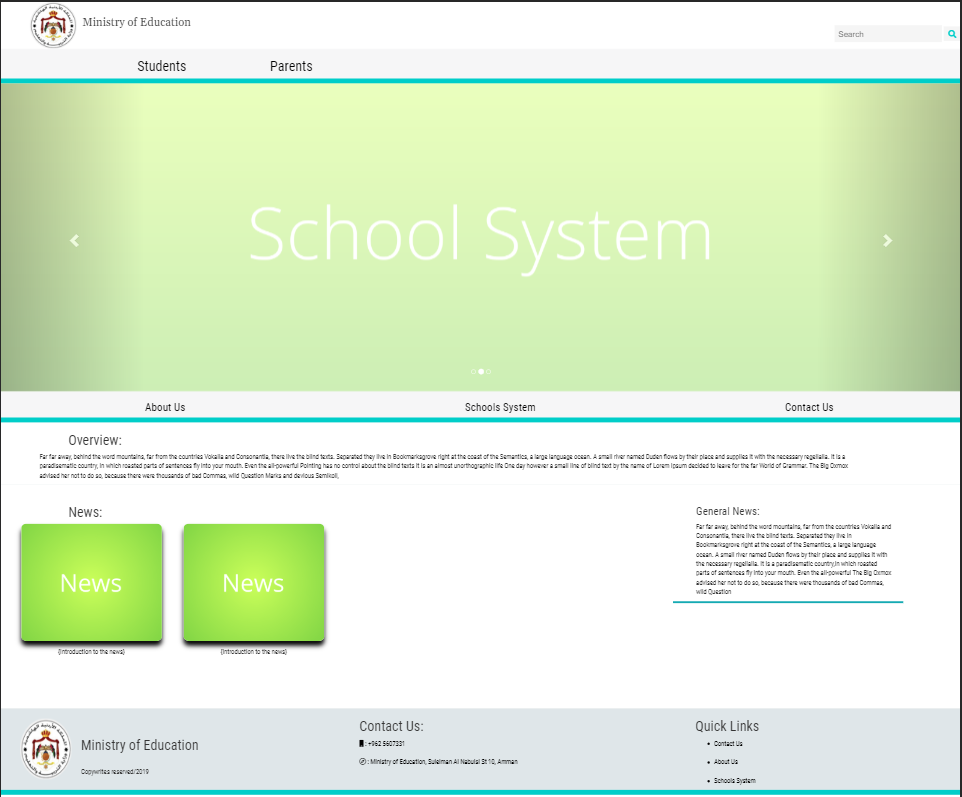 Ministry of Education
Search
Students
Parents
School System
About Us
Schools System
Contact Us
Overview:
Far far away, behind the word mountains, far from the countries Vokalia and Consonantia, there live the blind texts. Separated they live in Bookmarksgrove right at the coast of the Semantics, a large language ocean. A small river named Duden flows by their place and supplies it with the necessary regelialia. It is a
paradisematic country, in which roasted parts of sentences fly into your mouth. Even the all-powerful Pointing has no control about the blind texts it is an almost unorthographic life One day however a small line of blind text by the name of Lorem Ipsum decided to leave for the far World of Grammar. The Big Oxmox
advised her not to do so, because there were thousands of bad Commas, wild Question Marks and devious Semikoli,
News:
News
News
(Introduction to the news)
(Introduction to the news)
General News:
Far far away, behind the word mountains, far from the countries Vokalia and
Consonantia, there live the blind texts. Separated they live in
Bookmarksgrove right at the coast of the Semantics, a large language
ocean. A small river named Duden flows by their place and supplies it with
the necessary regelialia. It is a paradisematic country,in which roasted
parts of sentences fly into your mouth. Even the all-powerful The Big Oxmox
advised her not to do so, because there were thousands of bad Commas,
wild Question
Ministry of Education
Copywrites reserved/2019
Contact Us:
: +962 5607331
: Ministry of Education, Suleiman Al Nabulsi St 10, Amman
Quick Links
Contact Us
About Us
Schools System